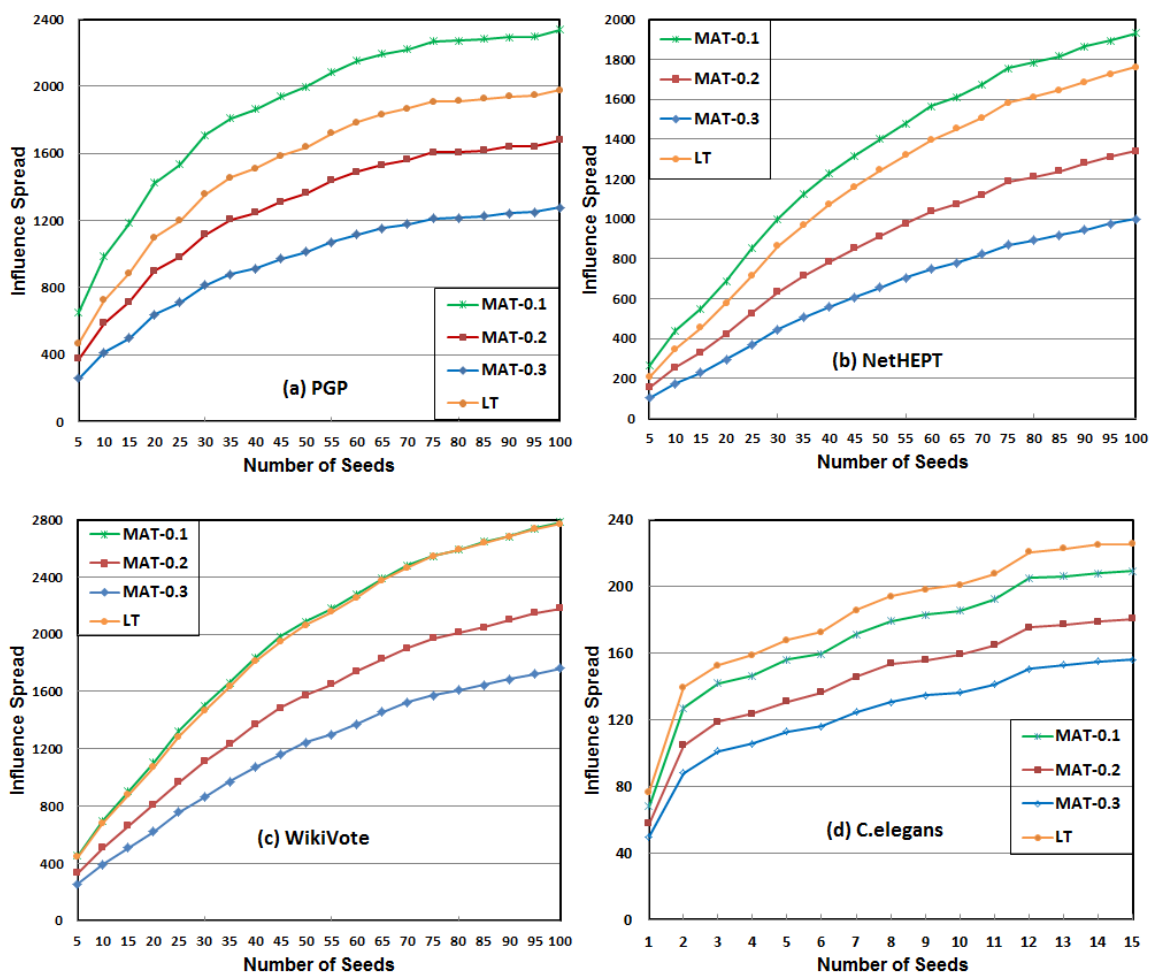 2400
2000
1600
1200
800
400
0
Influence Spread
MAT-0.1
MAT-0.2
MAT-0.3
LT
(a) PGP
5 10 15 20 25 30 35 40 45 50 55 60 65 70 75 80 85 90 95 100
Number of Seeds
2000
1800
1600
1400
1200
1000
800
600
400
200
0
Influence Spread
MAT-0.1
MAT-0.2
MAT-0.3
LT
(b) NetHEPT
5 10 15 20 25 30 35 40 45 50 55 60 65 70 75 80 85 90 95 100
Number of Seeds
2800
2400
2000
1600
1200
800
400
0
Influence Spread
MAT-0.1
MAT-0.2
MAT-0.3
LT
(c) WikiVote
5 10 15 20 25 30 35 40 45 50 55 60 65 70 75 80 85 90 95 100
Number of Seeds
240
200
160
120
80
40
0
Influence Spread
MAT-0.1
MAT-0.2
MAT-0.3
LT
(d) C.elegans
1 2 3 4 5 6 7 8 9 10 11 12 13 14 15
Number of Seeds